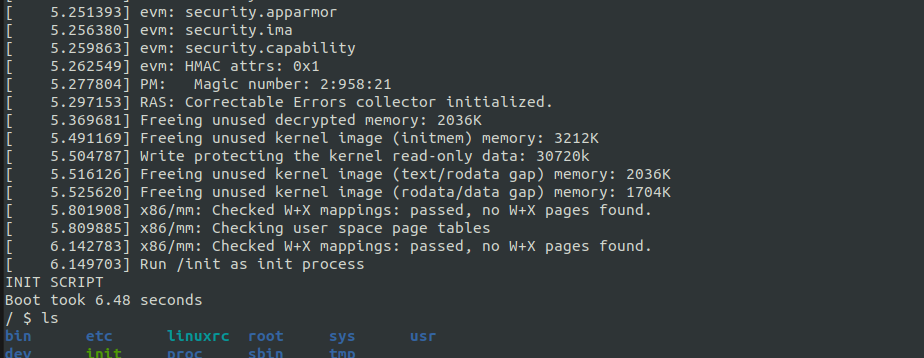 [    5.251393] evm: security.apparmor
[    5.256380] evm: security.ima
[    5.259863] evm: security.capability
[    5.262549] evm: HMAC attrs: 0x1
[    5.277804] PM:   Magic number: 2:958:21
[    5.297153] RAS: Correctable Errors collector initialized.
[    5.369681] Freeing unused decrypted memory: 2036K
[    5.491169] Freeing unused kernel image (initmem) memory: 3212K
[    5.504787] Write protecting the kernel read-only data: 30720k
[    5.516126] Freeing unused kernel image (text/rodata gap) memory: 2036K
[    5.525620] Freeing unused kernel image (rodata/data gap) memory: 1704K
[    5.801908] x86/mm: Checked W+X mappings: passed, no W+X pages found.
[    5.809885] x86/mm: Checking user space page tables
[    6.142783] x86/mm: Checked W+X mappings: passed, no W+X pages found.
[    6.149703] Run /init as init process
INIT SCRIPT
Boot took 6.48 seconds
/ $ ls
bin      etc      linuxrc  root     sys      usr
dev      init     proc     sbin     tmp